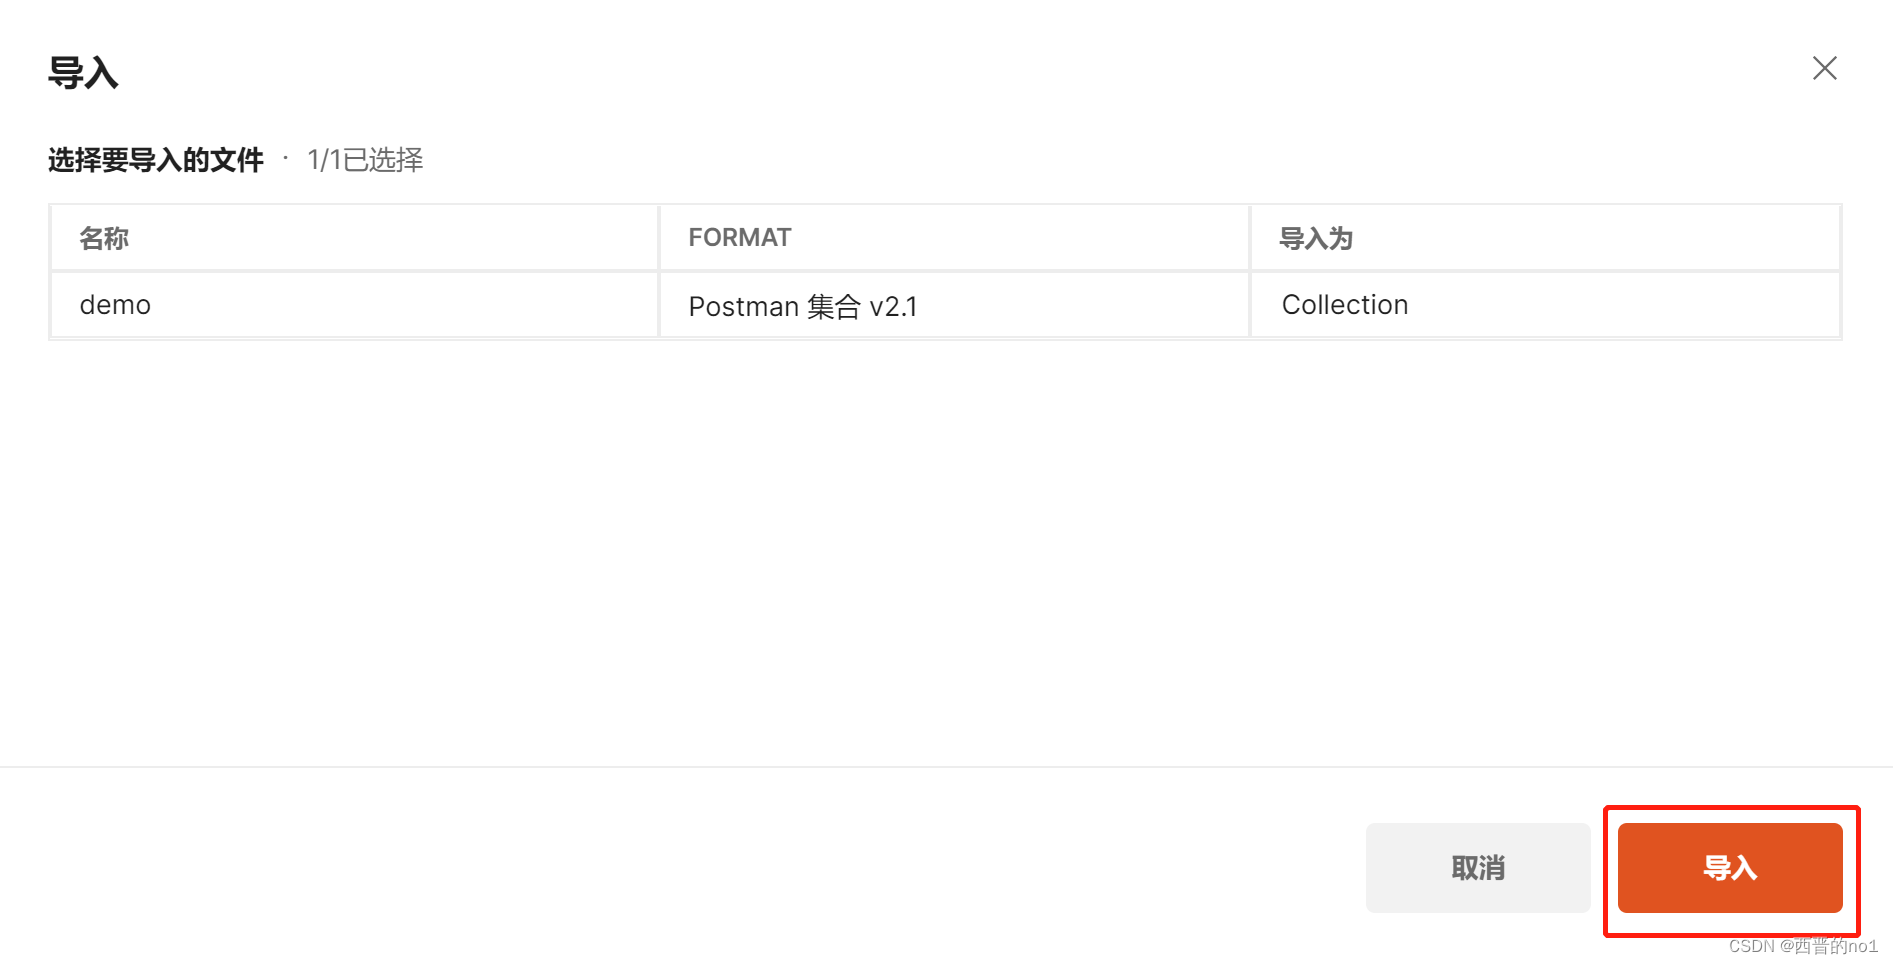 导入
选择要导入的文件 · 1/1已选择
名称 FORMAT 导入为
demo Postman 集合 v2.1 Collection
取消 导入
CSDN @西晋的no1